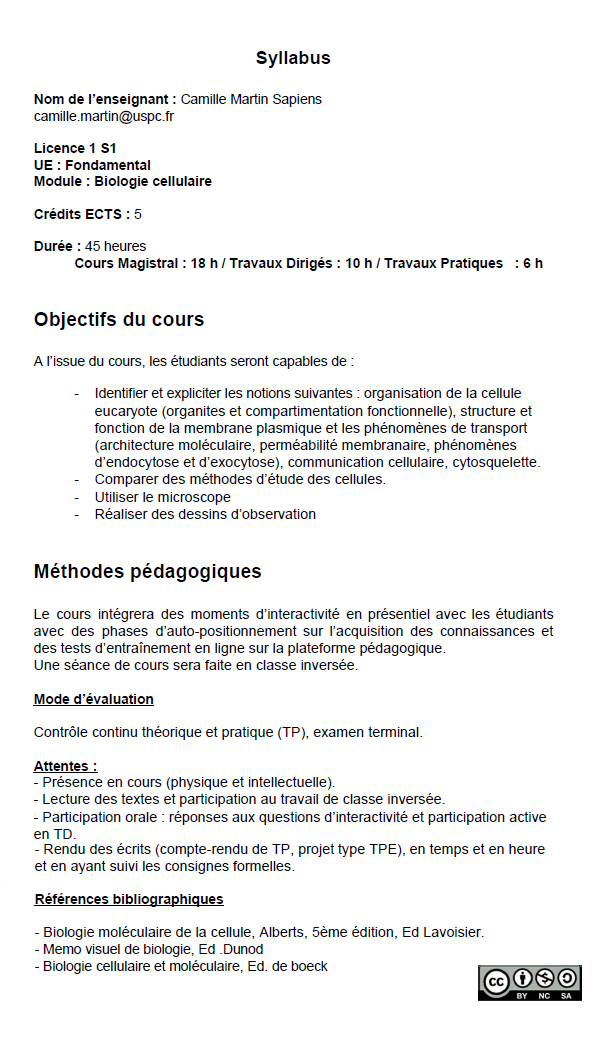 Syllabus
Nom de l’enseignant : Camille Martin Sapiens
camille.martin@uspc.fr
Licence 1 S1
UE : Fondamental
Module : Biologie cellulaire
Crédits ECTS : 5
Durée : 45 heures
Cours Magistral : 18 h / Travaux Dirigés : 10 h / Travaux Pratiques : 6 h
Objectifs du cours
A l’issue du cours, les étudiants seront capables de :
- Identifier et expliciter les notions suivantes : organisation de la cellule
eucaryote (organites et compartimentation fonctionnelle), structure et
fonction de la membrane plasmique et les phénomènes de transport
(architecture moléculaire, perméabilité membranaire, phénomènes
d’endocytose et d’exocytose), communication cellulaire, cytosquelette.
- Comparer des méthodes d’étude des cellules.
- Utiliser le microscope
- Réaliser des dessins d’observation
Méthodes pédagogiques
Le cours intégrera des moments d’interactivité en présentiel avec les étudiants
avec des phases d’auto-positionnement sur l’acquisition des connaissances et
des tests d’entraînement en ligne sur la plateforme pédagogique.
Une séance de cours sera faite en classe inversée.
Mode d’évaluation
Contrôle continu théorique et pratique (TP), examen terminal.
Attentes :
- Présence en cours (physique et intellectuelle).
- Lecture des textes et participation au travail de classe inversée.
- Participation orale : réponses aux questions d’interactivité et participation active
en TD.
- Rendu des écrits (compte-rendu de TP, projet type TPE), en temps et en heure
et en ayant suivi les consignes formelles.
Références bibliographiques
- Biologie moléculaire de la cellule, Alberts, 5ème édition, Ed Lavoisier.
- Memo visuel de biologie, Ed .Dunod
- Biologie cellulaire et moléculaire, Ed. de boeck
cc
BY NC SA